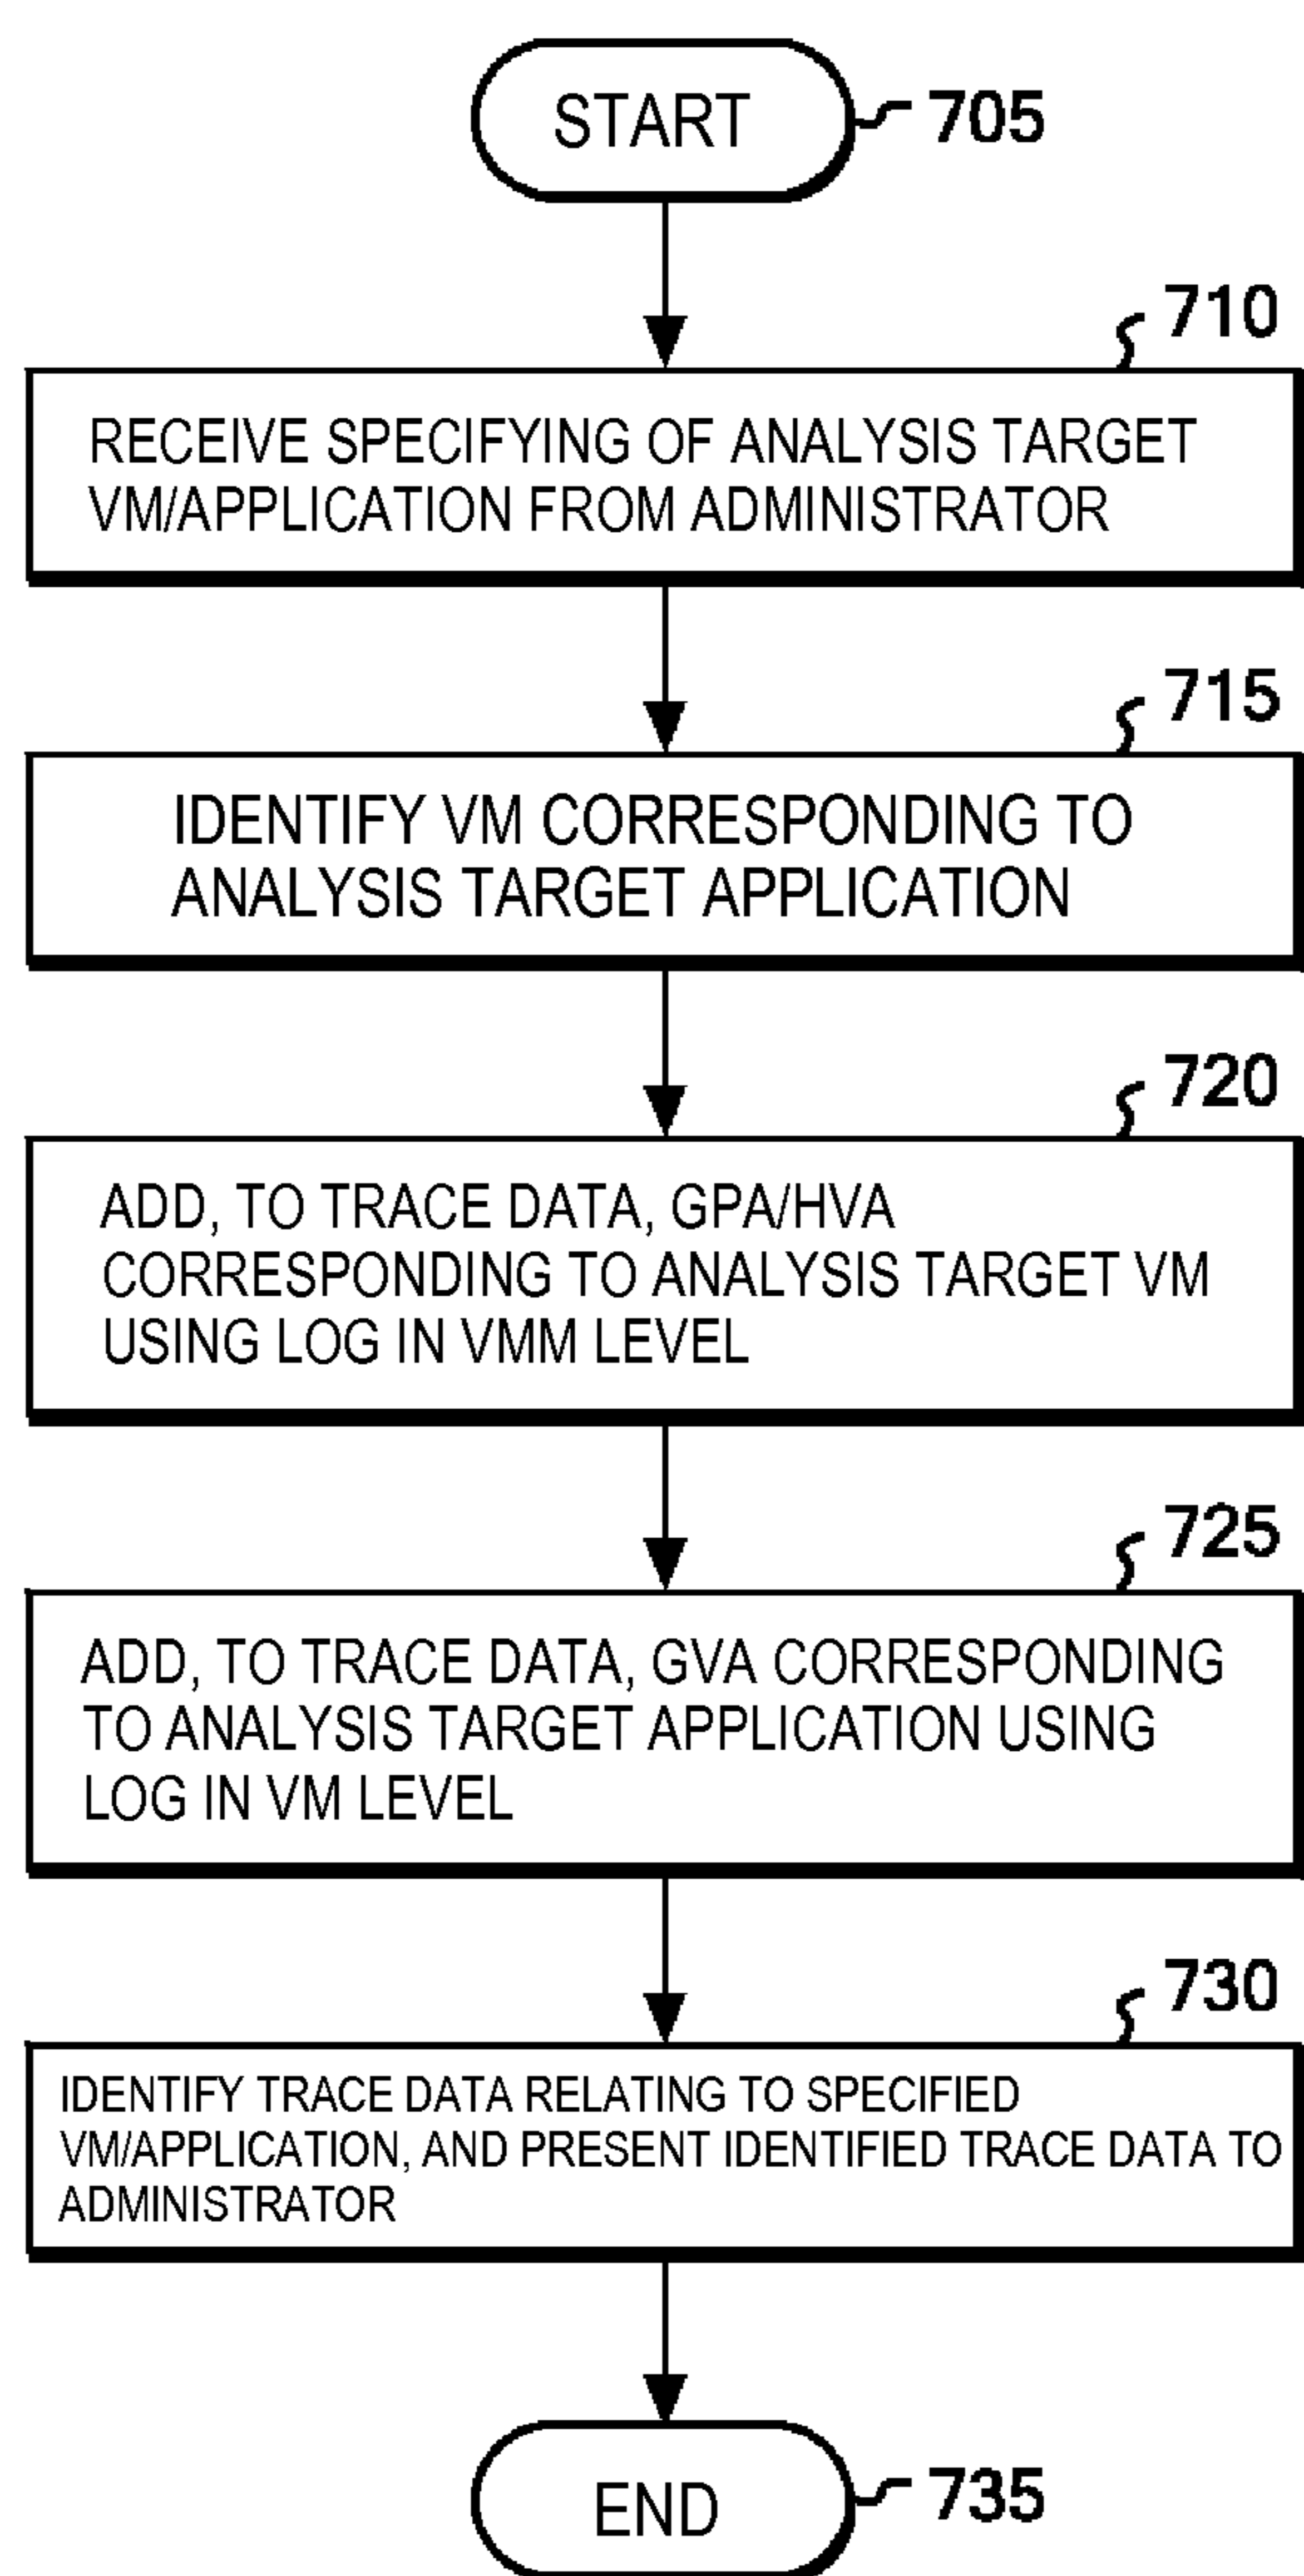 START
705
710
RECEIVE SPECIFYING OF ANALYSIS TARGET
VM/APPLICATION FROM ADMINISTRATOR
715
IDENTIFY VM CORRESPONDING TO
ANALYSIS TARGET APPLICATION
720
ADD, TO TRACE DATA, GPA/HVA
CORRESPONDING TO ANALYSIS TARGET VM
USING LOG IN VMM LEVEL
725
ADD, TO TRACE DATA, GVA CORRESPONDING
TO ANALYSIS TARGET APPLICATION USING
LOG IN VM LEVEL
730
IDENTIFY TRACE DATA RELATING TO SPECIFIED
VM/APPLICATION, AND PRESENT IDENTIFIED TRACE DATA TO
ADMINISTRATOR
END
735